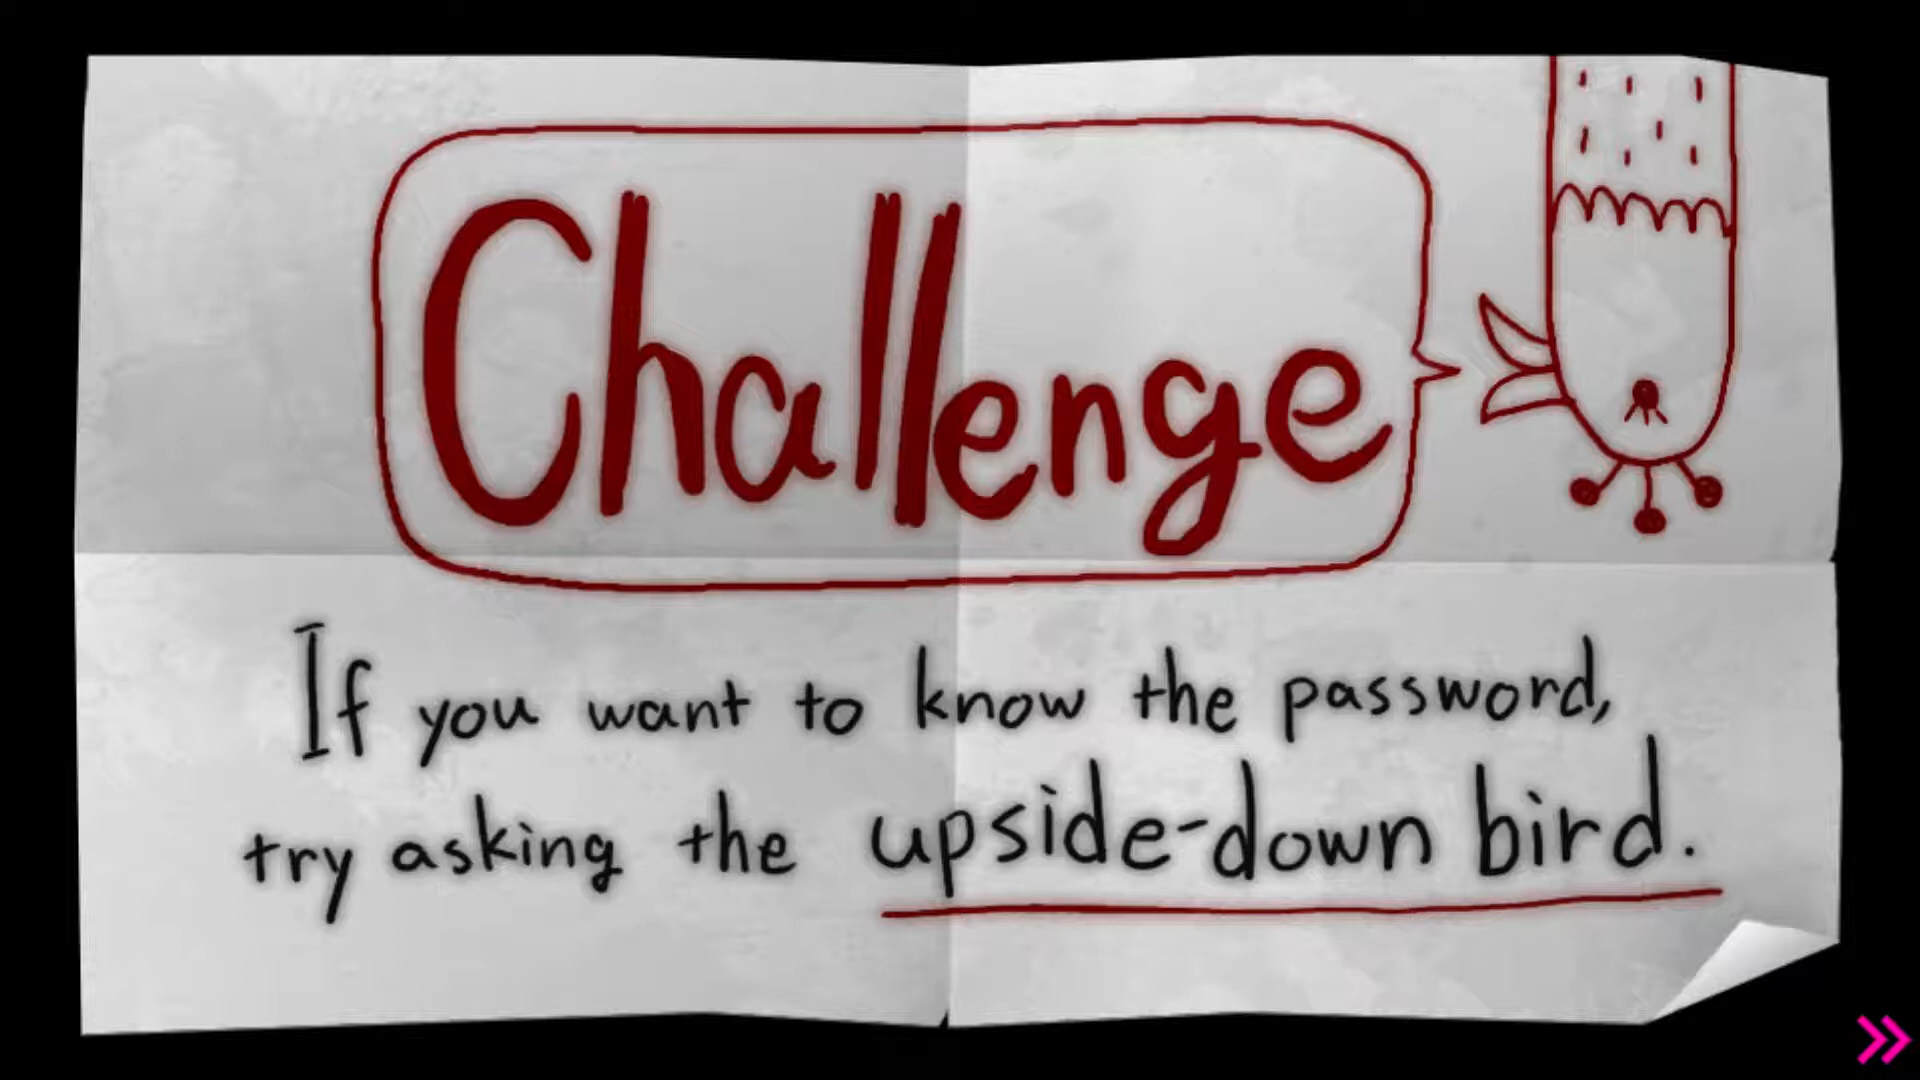 Challenge
If you want to know the password,
try asking the upside-down bird.